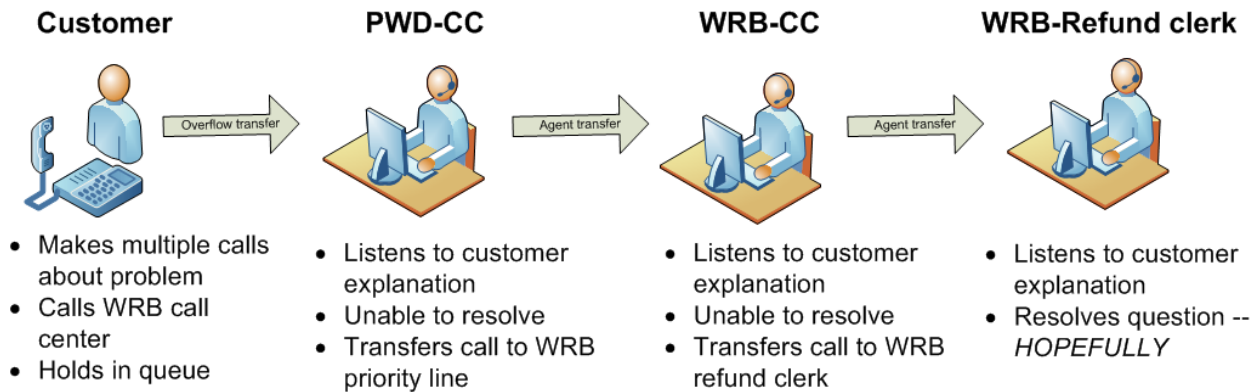 Customer
PWD-CC
WRB-CC
WRB-Refund clerk
Overflow transfer
Agent transfer
Agent transfer
• Makes multiple calls
about problem
• Calls WRB call
center
• Holds in queue
• Listens to customer
explanation
• Unable to resolve
• Transfers call to WRB
priority line
• Listens to customer
explanation
• Unable to resolve
• Transfers call to WRB
refund clerk
• Listens to customer
explanation
• Resolves question --
HOPEFULLY